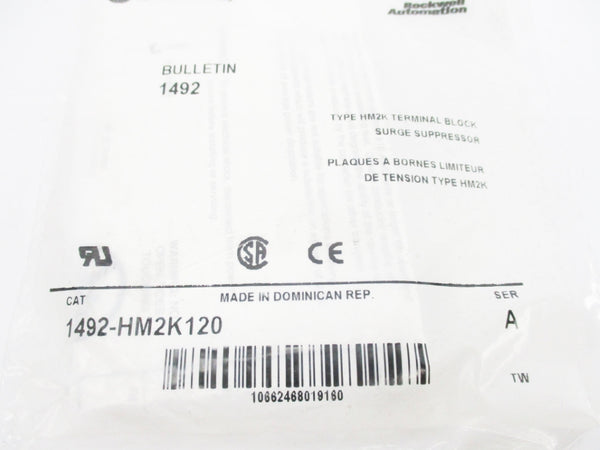 Rockwell
Automation
BULLETIN
1492
TYPE HM2K TERMINAL BLOCK
SURGE SUPPRESSOR
PLAQUES À BORNES LIMITEUR
DE TENSION TYPE HM2K
CAT
MADE IN DOMINICAN REP.
SER
1492-HM2K120
A
10662468019160
TW